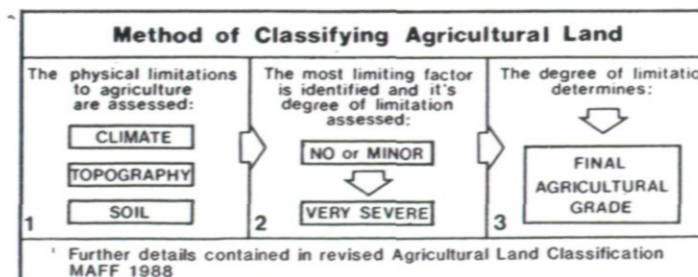 Method of Classifying Agricultural Land
The physical limitations
to agriculture
are assessed:
CLIMATE
TOPOGRAPHY
SOIL
1
The most limiting factor
is identified and it's
degree of limitation
assessed:
NO or MINOR
VERY SEVERE
2
The degree of limitatio
determines:
FINAL
AGRICULTURAL
GRADE
3
Further details contained in revised Agricultural Land Classification
MAFF 1988